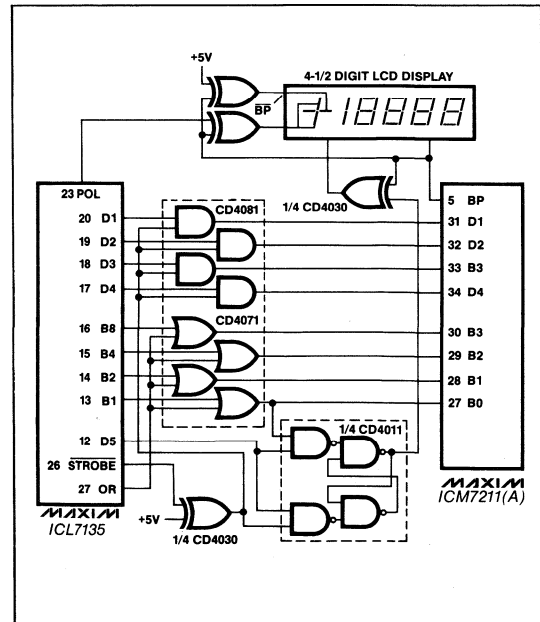 +5V
4-1/2 DIGIT LCD DISPLAY
BP
1/4 CD4030
23 POL
20 D1
19 D2
18 D3
17 D4
16 B8
15 B4
14 B2
13 B1
12 D5
26 STROBE
27 OR
MAXIM
ICL7135
CD4081
CD4071
1/4 CD4011
+5V
1/4 CD4030
5 BP
31 D1
32 D2
33 B3
34 D4
30 B3
29 B2
28 B1
27 B0
MAXIM
ICM7211(A)